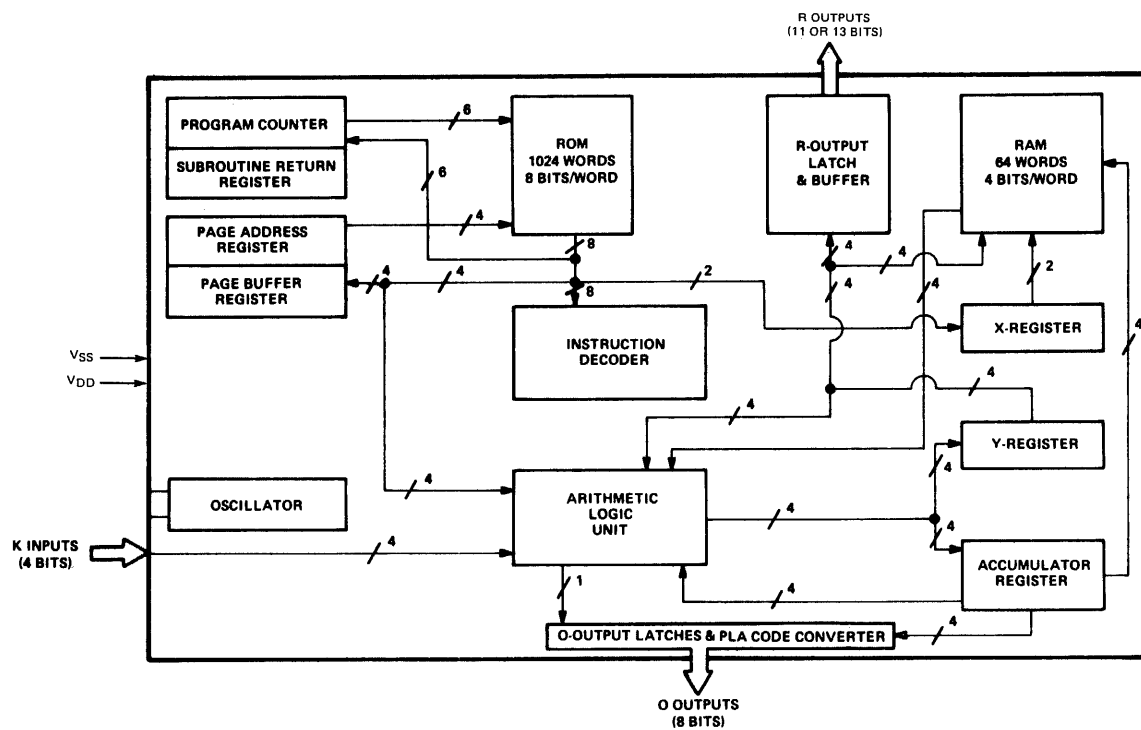 R OUTPUTS
(11 OR 13 BITS)
PROGRAM COUNTER
SUBROUTINE RETURN
REGISTER
6
6
ROM
1024 WORDS
8 BITS/WORD
R-OUTPUT
LATCH
& BUFFER
RAM
64 WORDS
4 BITS/WORD
PAGE ADDRESS
REGISTER
4
PAGE BUFFER
REGISTER
4
4
8
8
2
4
4
4
4
2
4
INSTRUCTION
DECODER
X-REGISTER
VSS
VDD
4
4
Y-REGISTER
4
OSCILLATOR
4
ARITHMETIC
LOGIC
UNIT
4
4
K INPUTS
(4 BITS)
4
ACCUMULATOR
REGISTER
1
4
O-OUTPUT LATCHES & PLA CODE CONVERTER
4
O OUTPUTS
(8 BITS)